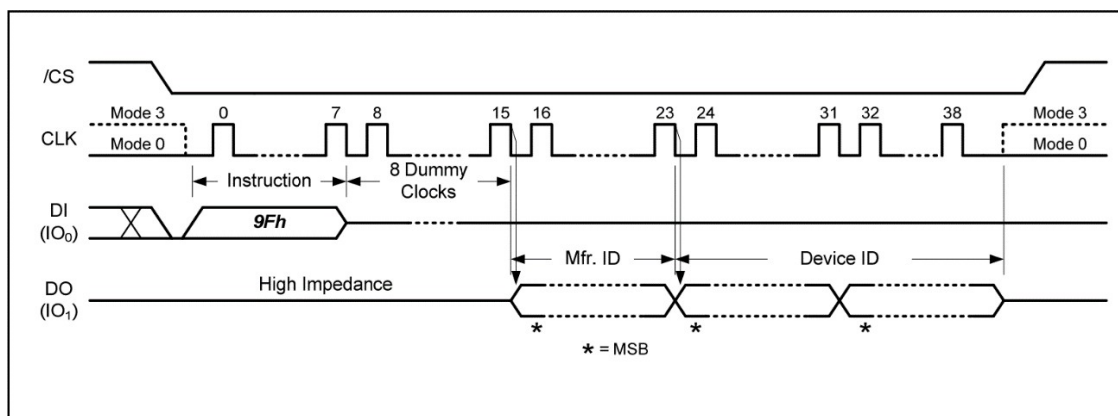 /CS
Mode 3 0 7 8 15 16 23 24 31 32 38 Mode 3
CLK
Mode 0 Mode 0
Instruction 8 Dummy
Clocks
DI
(IO₀)
9Fh
Mfr. ID Device ID
DO
(IO₁)
High Impedance
* * *
* = MSB